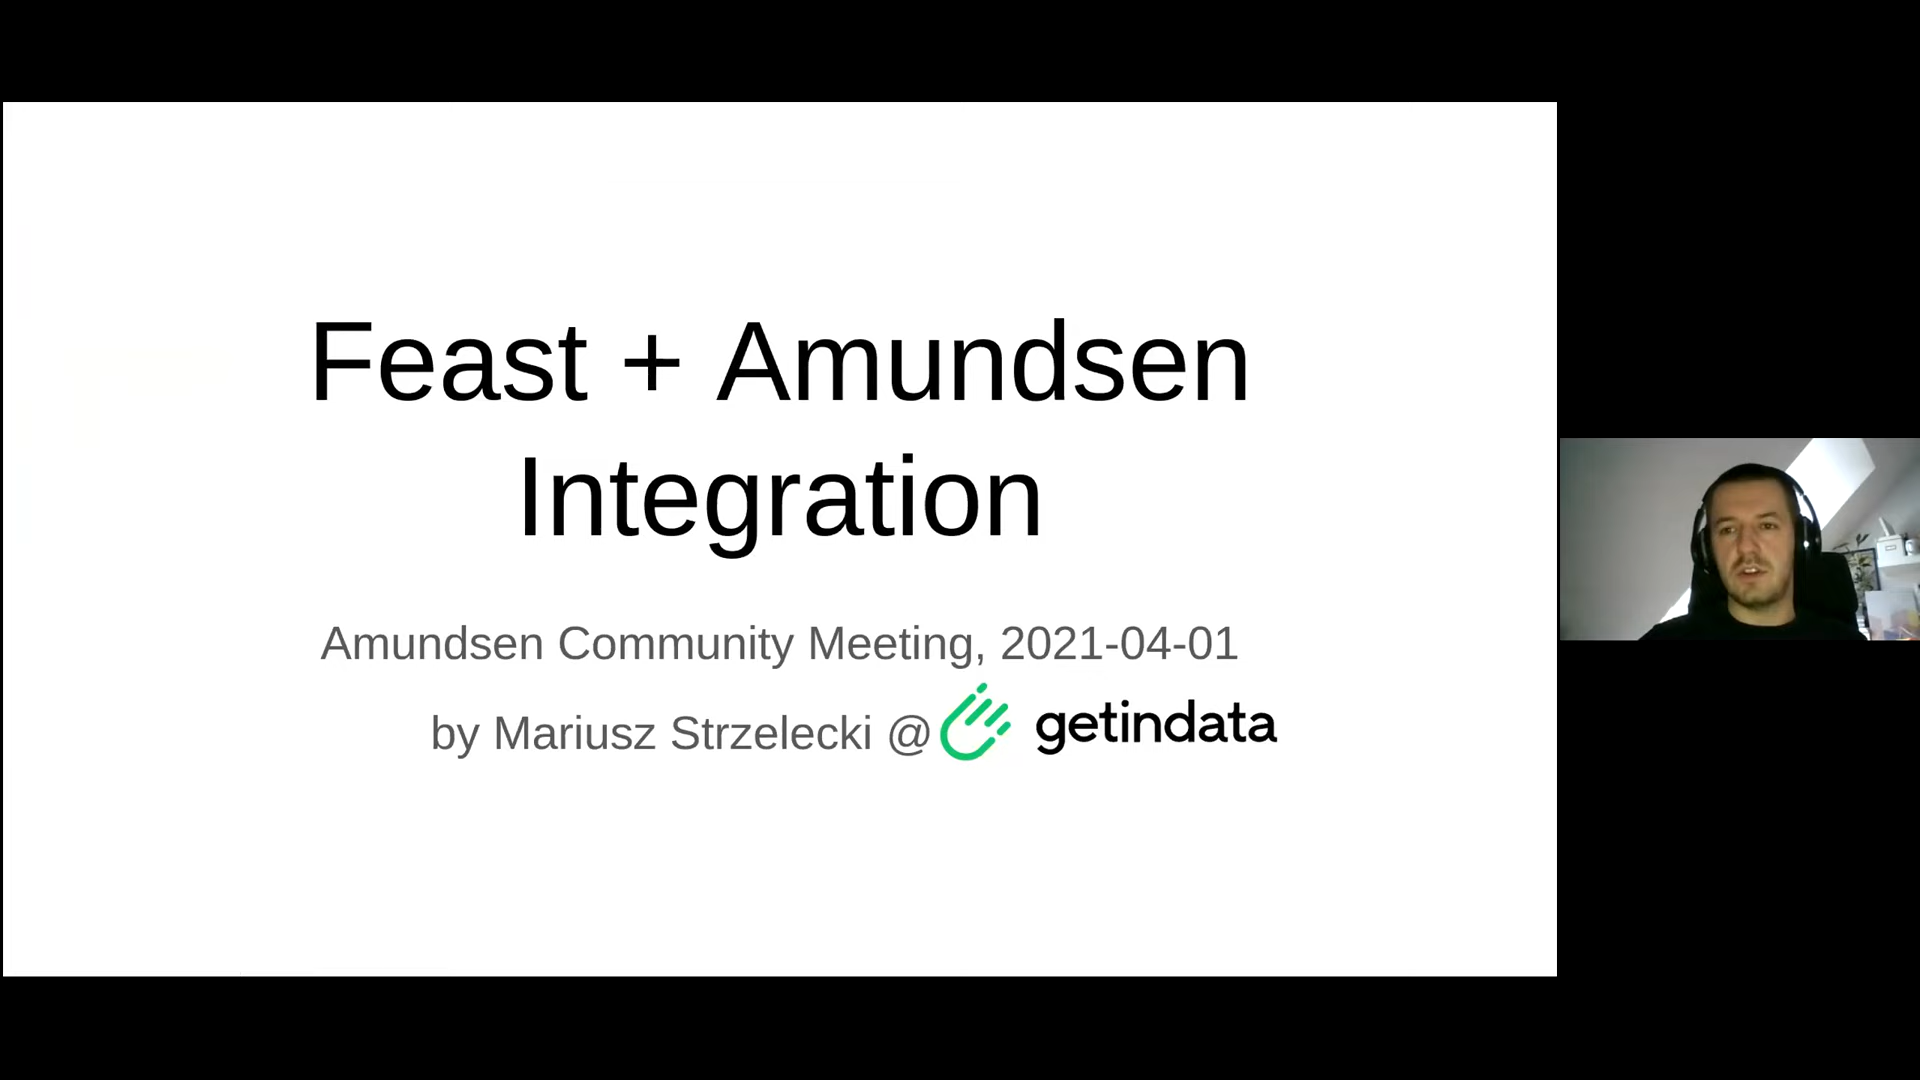 Feast + Amundsen
Integration
Amundsen Community Meeting, 2021-04-01
by Mariusz Strzelecki @ getindata